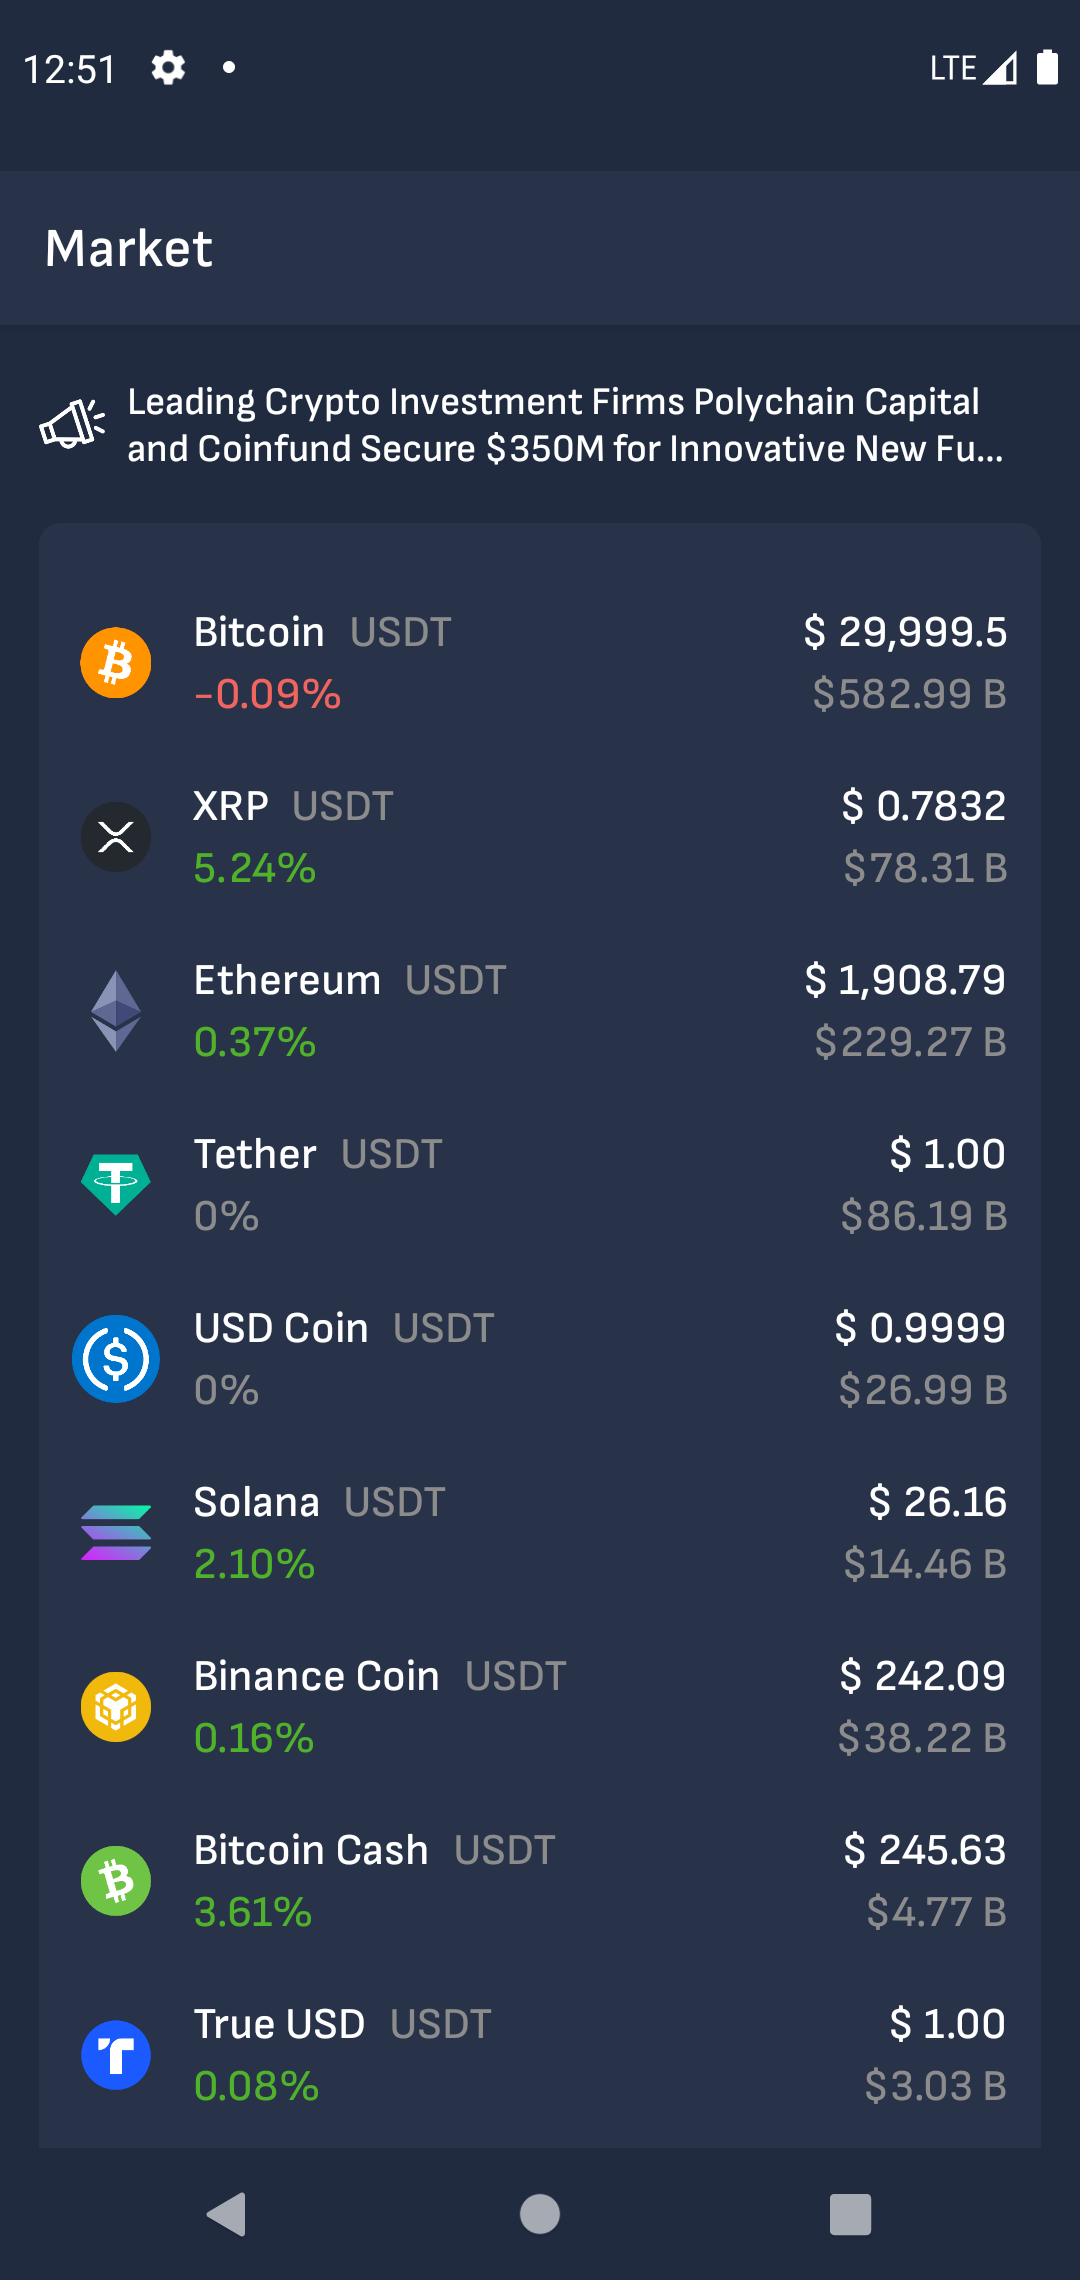 12:51 LTE
Market
Leading Crypto Investment Firms Polychain Capital
and Coinfund Secure $350M for Innovative New Fu...
Bitcoin USDT $ 29,999.5
-0.09% $582.99 B
XRP USDT $ 0.7832
5.24% $78.31 B
Ethereum USDT $ 1,908.79
0.37% $229.27 B
Tether USDT $ 1.00
0% $86.19 B
USD Coin USDT $ 0.9999
0% $26.99 B
Solana USDT $ 26.16
2.10% $14.46 B
Binance Coin USDT $ 242.09
0.16% $38.22 B
Bitcoin Cash USDT $ 245.63
3.61% $4.77 B
True USD USDT $ 1.00
0.08% $3.03 B